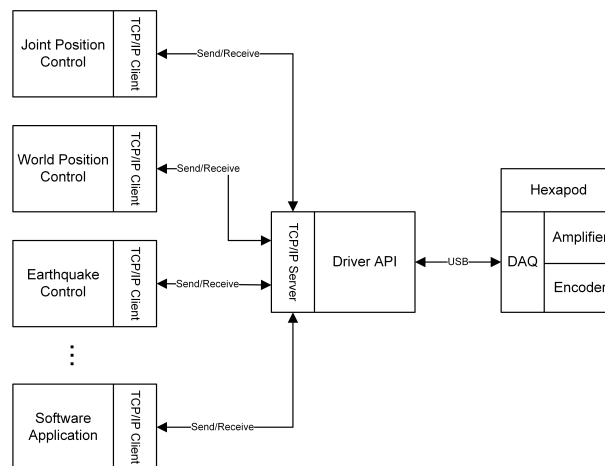 Joint Position
Control
TCP/IP Client
Send/Receive
World Position
Control
TCP/IP Client
Send/Receive
Earthquake
Control
TCP/IP Client
Send/Receive
Software
Application
TCP/IP Client
Send/Receive
TCP/IP Server
Driver API
USB
Hexapod
DAQ
Amplifier
Encoder